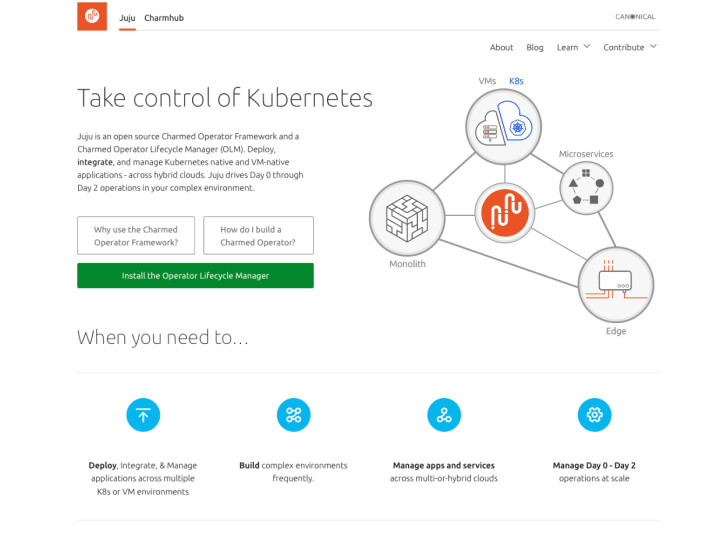 Juju Charmhub
CANONICAL
About Blog Learn Contribute
Take control of Kubernetes
Juju is an open source Charmed Operator Framework and a
Charmed Operator Lifecycle Manager (OLM). Deploy,
integrate, and manage Kubernetes native and VM-native
applications - across hybrid clouds. Juju drives Day 0 through
Day 2 operations in your complex environment.
Why use the Charmed
Operator Framework?
How do I build a
Charmed Operator?
Install the Operator Lifecycle Manager
VMs K8s
Microservices
Monolith
Edge
When you need to...
Deploy, Integrate, & Manage
applications across multiple
K8s or VM environments
Build complex environments
frequently.
Manage apps and services
across multi-or-hybrid clouds
Manage Day 0 - Day 2
operations at scale